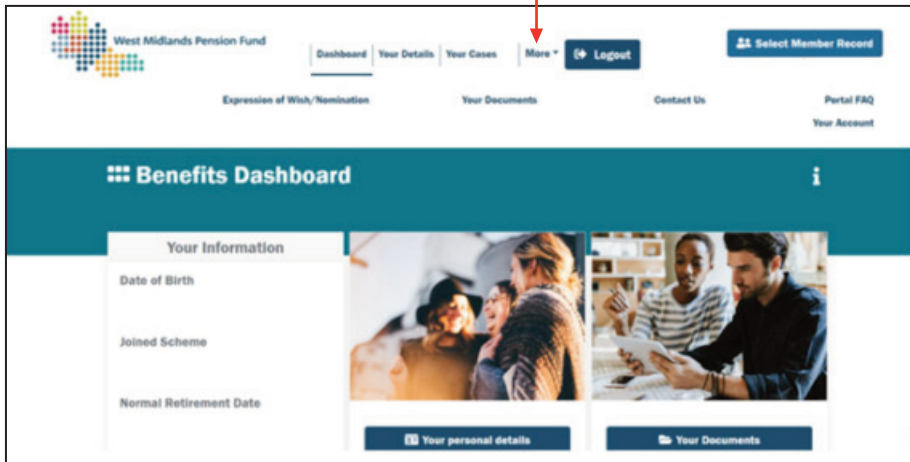 West Midlands Pension Fund
Dashboard Your Details Your Cases More Logout Select Member Record
Expression of Wish/Nomination Your Documents Contact Us Portal FAQ
Your Account
Benefits Dashboard i
Your Information
Date of Birth
Joined Scheme
Normal Retirement Date
Your personal details Your Documents